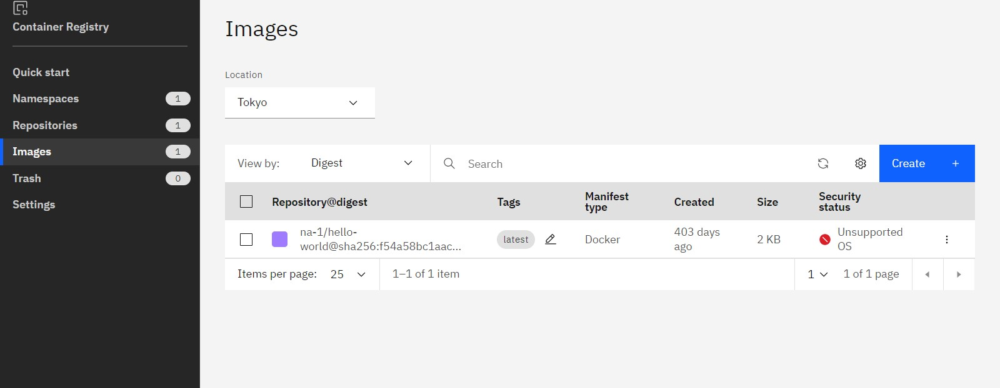 Container Registry
Quick start
Namespaces 1
Repositories 1
Images 1
Trash 0
Settings
Images
Location
Tokyo
View by: Digest Search Create +
Repository@digest Tags Manifest type Created Size Security status
na-1/hello-
world@sha256:f54a58bc1aac... latest Docker 403 days ago 2 KB Unsupported OS
Items per page: 25 1–1 of 1 item 1 1 of 1 page